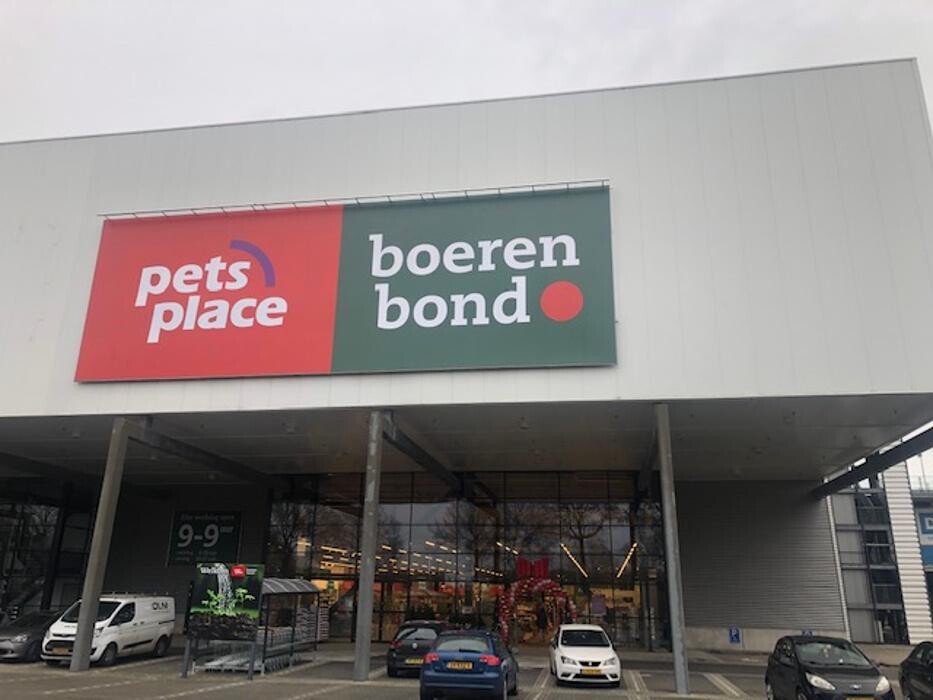 pets
place
boeren
bond
9-9